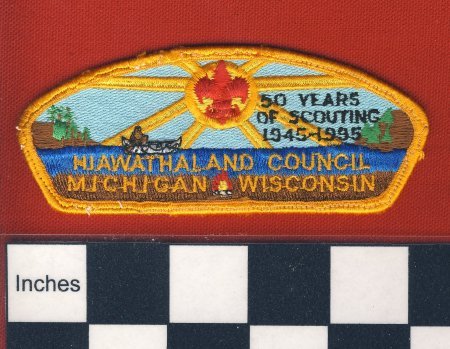 50 YEARS
OF SCOUTING
1945-1995
HIAWATHALAND COUNCIL
MICHIGAN WISCONSIN
Inches